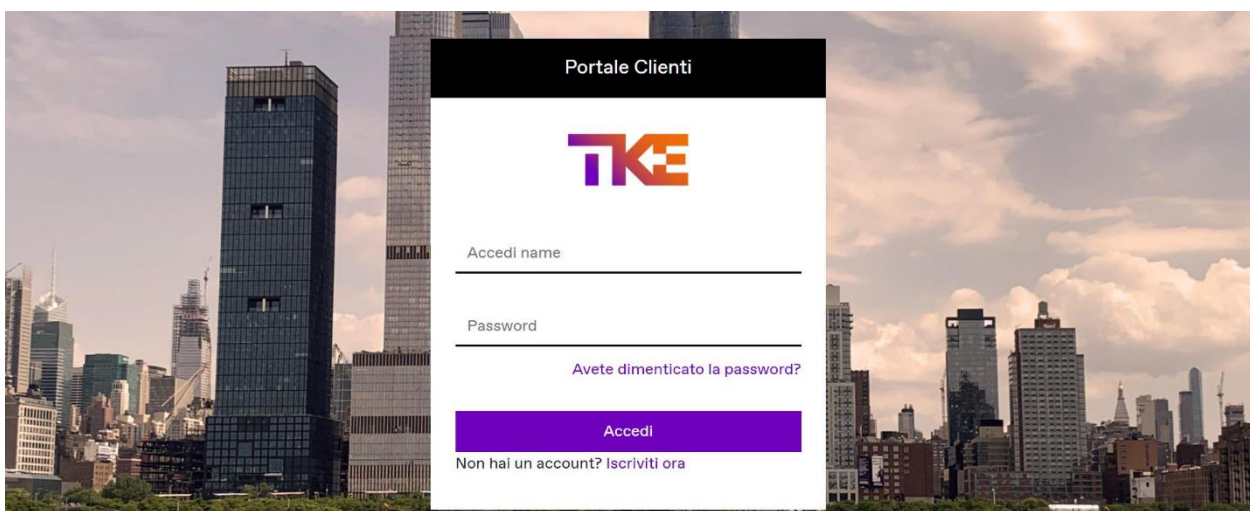 Portale Clienti
TKE
Accedi name
Password
Avete dimenticato la password?
Accedi
Non hai un account? Iscriviti ora